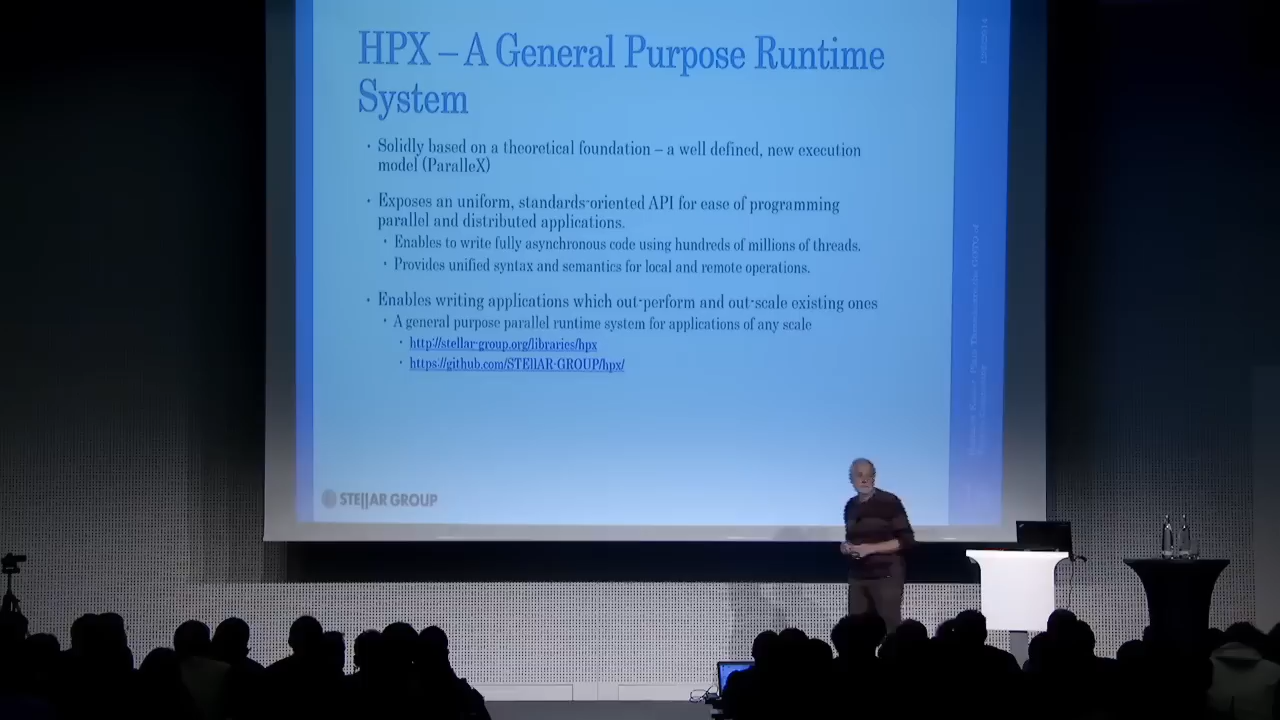 HPX – A General Purpose Runtime
System
• Solidly based on a theoretical foundation – a well defined, new execution
model (ParalleX)
• Exposes an uniform, standards-oriented API for ease of programming
parallel and distributed applications.
• Enables to write fully asynchronous code using hundreds of millions of threads.
• Provides unified syntax and semantics for local and remote operations.
• Enables writing applications which out-perform and out-scale existing ones
• A general purpose parallel runtime system for applications of any scale
• http://stellar-group.org/libraries/hpx
• https://github.com/STEllAR-GROUP/hpx/
STE||AR GROUP